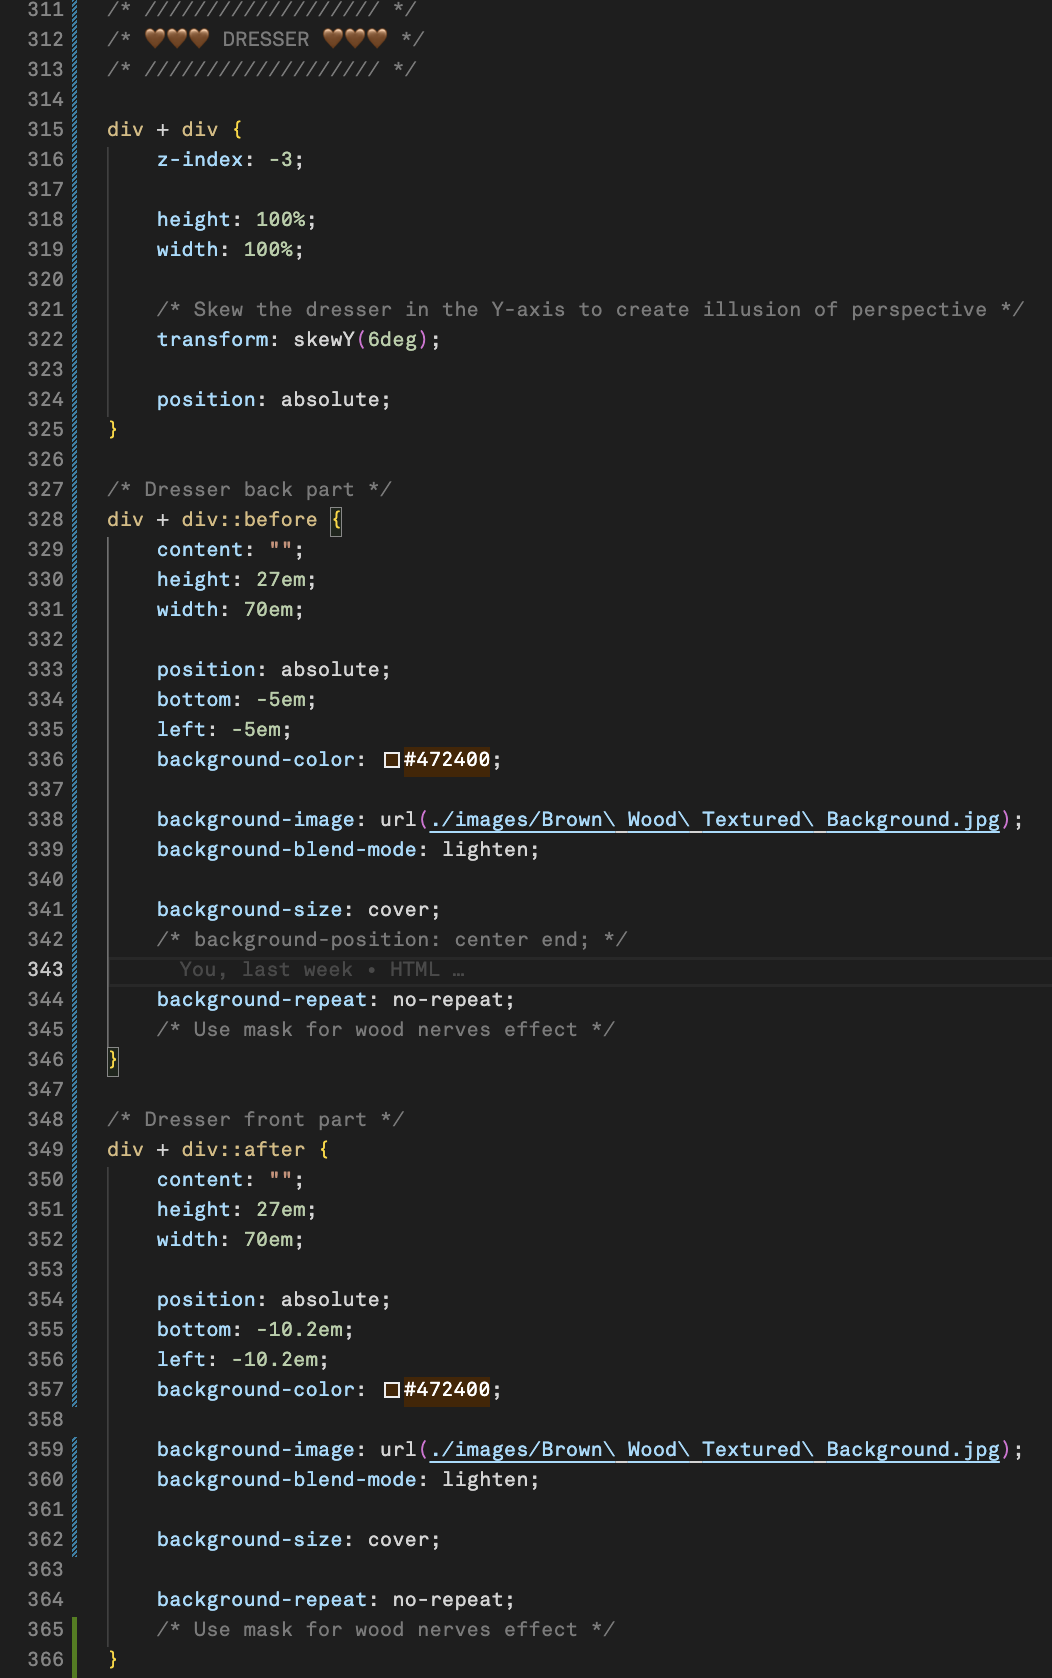 311 /* /////////////////// */
312 /* 🤎🤎🤎 DRESSER 🤎🤎🤎 */
313 /* /////////////////// */
314
315 div + div {
316     z-index: -3;
317
318     height: 100%;
319     width: 100%;
320
321     /* Skew the dresser in the Y-axis to create illusion of perspective */
322     transform: skewY(6deg);
323
324     position: absolute;
325 }
326
327 /* Dresser back part */
328 div + div::before {
329     content: "";
330     height: 27em;
331     width: 70em;
332
333     position: absolute;
334     bottom: -5em;
335     left: -5em;
336     background-color: #472400;
337
338     background-image: url(./images/Brown\ Wood\ Textured\ Background.jpg);
339     background-blend-mode: lighten;
340
341     background-size: cover;
342     /* background-position: center end; */
343       You, last week • HTML …
344     background-repeat: no-repeat;
345     /* Use mask for wood nerves effect */
346 }
347
348 /* Dresser front part */
349 div + div::after {
350     content: "";
351     height: 27em;
352     width: 70em;
353
354     position: absolute;
355     bottom: -10.2em;
356     left: -10.2em;
357     background-color: #472400;
358
359     background-image: url(./images/Brown\ Wood\ Textured\ Background.jpg);
360     background-blend-mode: lighten;
361
362     background-size: cover;
363
364     background-repeat: no-repeat;
365     /* Use mask for wood nerves effect */
366 }